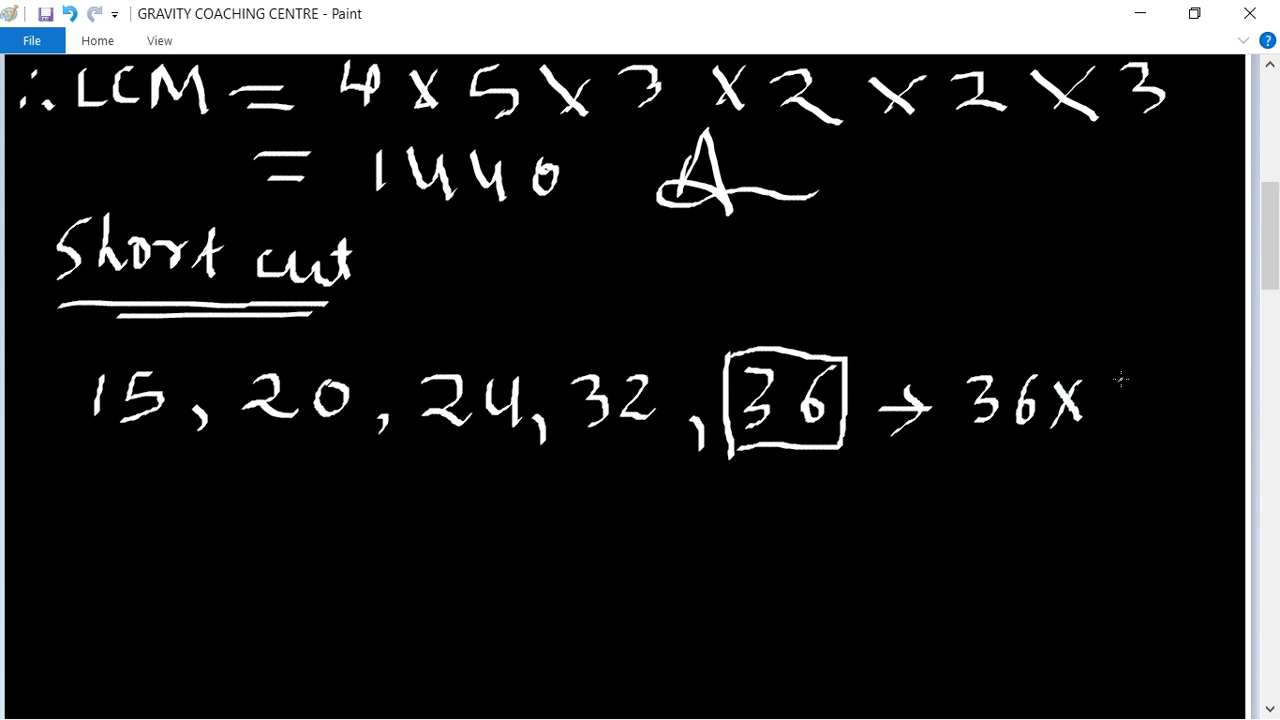 GRAVITY COACHING CENTRE - Paint
File Home View
∴ LCM = 4 × 5 × 3 × 2 × 2 × 3
= 1440 A
Short cut
15, 20, 24, 32, 36 → 36×